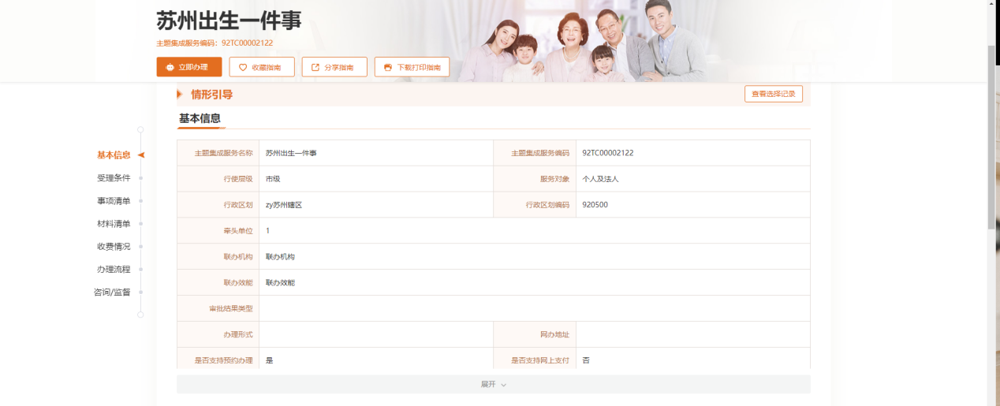 苏州出生一件事
主题集成服务编码：92TC00002122
立即办理 收藏指南 分享指南 下载打印指南
情形引导 查看选择记录
基本信息
基本信息
受理条件
事项清单
材料清单
收费情况
办理流程
咨询/监督
主题集成服务名称 苏州出生一件事 主题集成服务编码 92TC00002122
行使层级 市级 服务对象 个人及法人
行政区划 zy苏州辖区 行政区划编码 920500
牵头单位 1
联办机构 联办机构
联办效能 联办效能
审批结果类型
办理形式 网办地址
是否支持预约办理 是 是否支持网上支付 否
展开